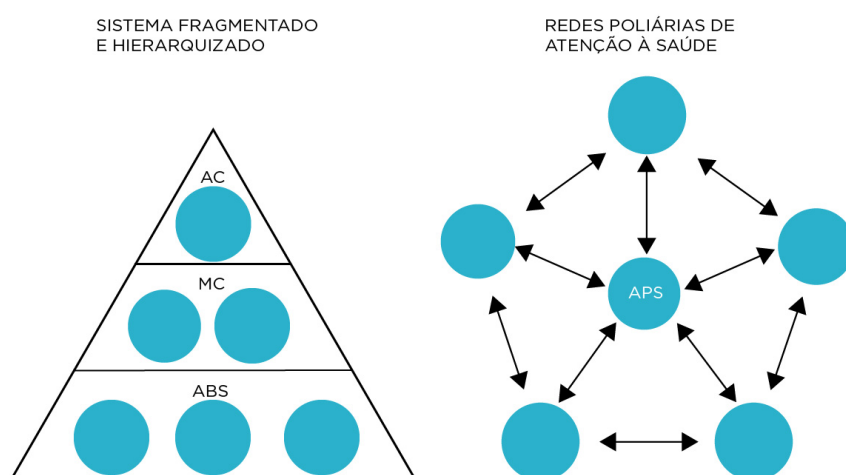 SISTEMA FRAGMENTADO
E HIERARQUIZADO
AC
MC
ABS
REDES POLIÁRIAS DE
ATENÇÃO À SAÚDE
APS